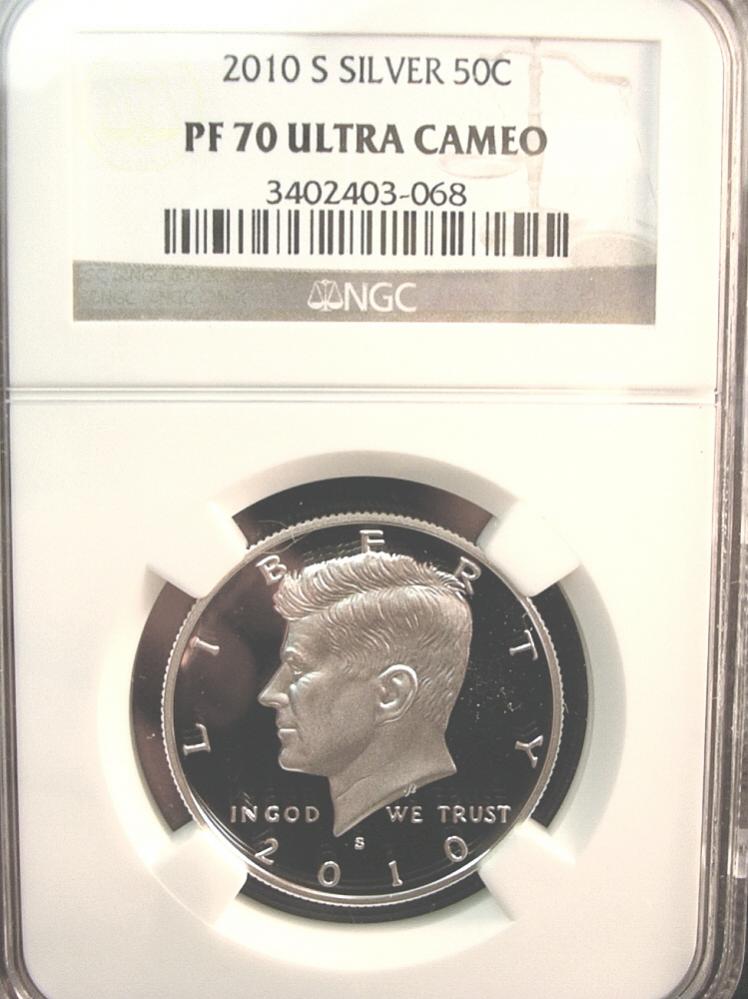 2010 S SILVER 50C
PF 70 ULTRA CAMEO
3402403-068
NGC
LIBERTY
IN GOD WE TRUST
S
2010